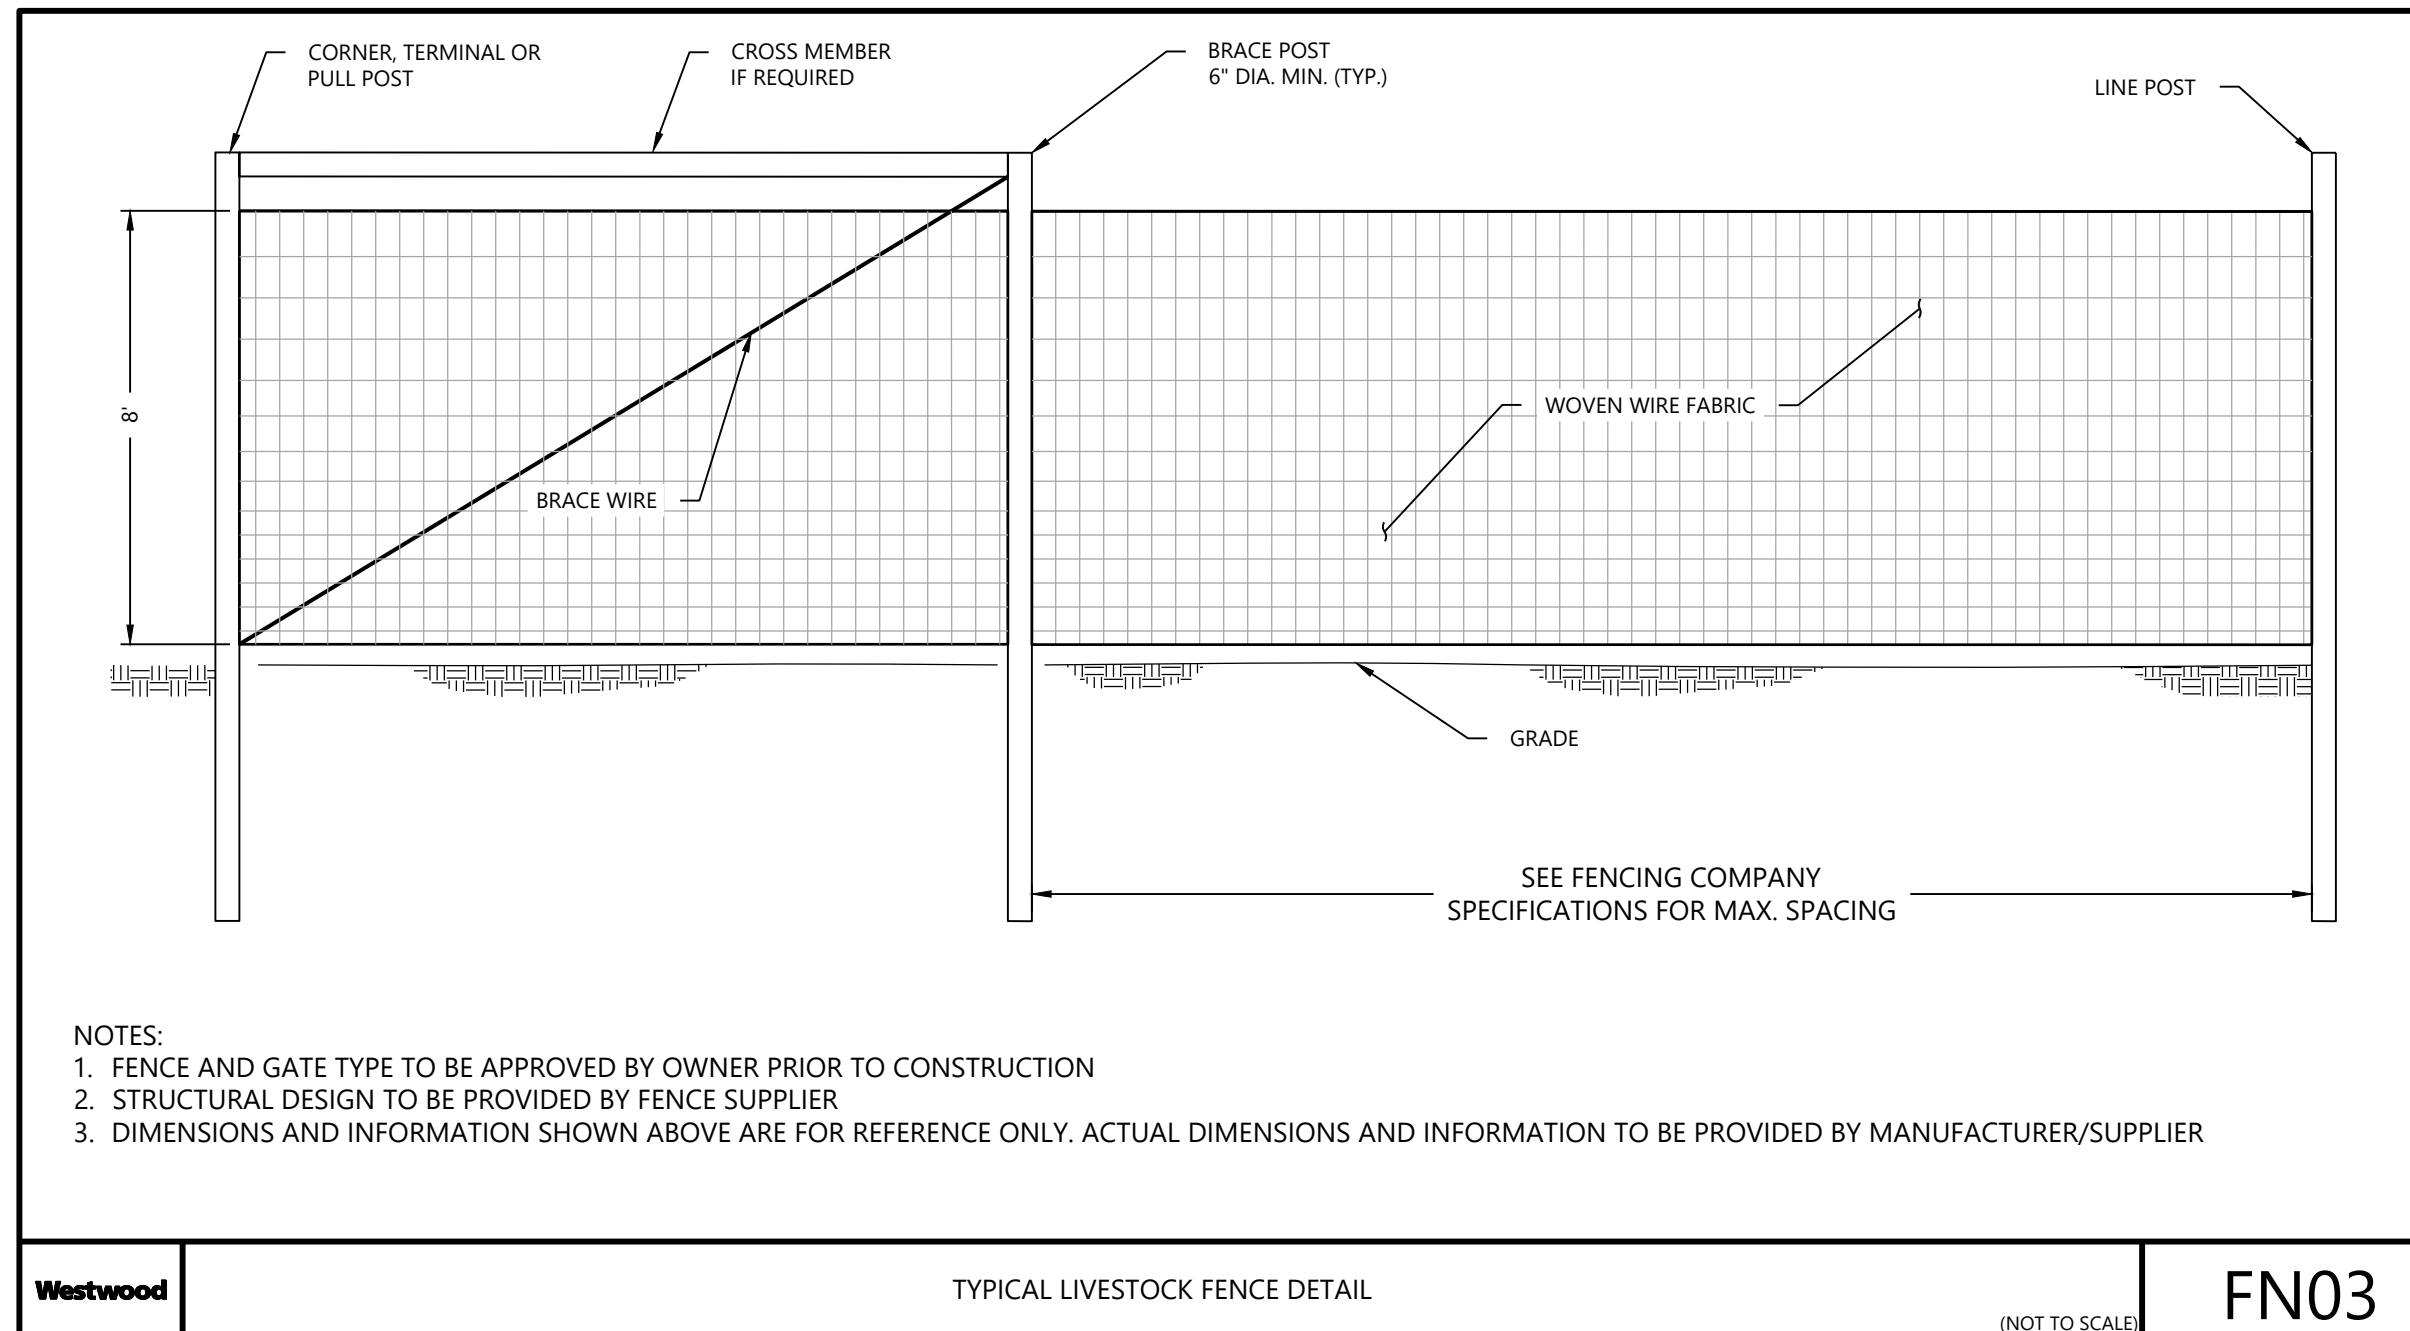 CORNER, TERMINAL OR
PULL POST
CROSS MEMBER
IF REQUIRED
BRACE POST
6" DIA. MIN. (TYP.)
LINE POST
8'
WOVEN WIRE FABRIC
BRACE WIRE
GRADE
SEE FENCING COMPANY
SPECIFICATIONS FOR MAX. SPACING
NOTES:
1. FENCE AND GATE TYPE TO BE APPROVED BY OWNER PRIOR TO CONSTRUCTION
2. STRUCTURAL DESIGN TO BE PROVIDED BY FENCE SUPPLIER
3. DIMENSIONS AND INFORMATION SHOWN ABOVE ARE FOR REFERENCE ONLY. ACTUAL DIMENSIONS AND INFORMATION TO BE PROVIDED BY MANUFACTURER/SUPPLIER
Westwood
TYPICAL LIVESTOCK FENCE DETAIL
(NOT TO SCALE)
FN03